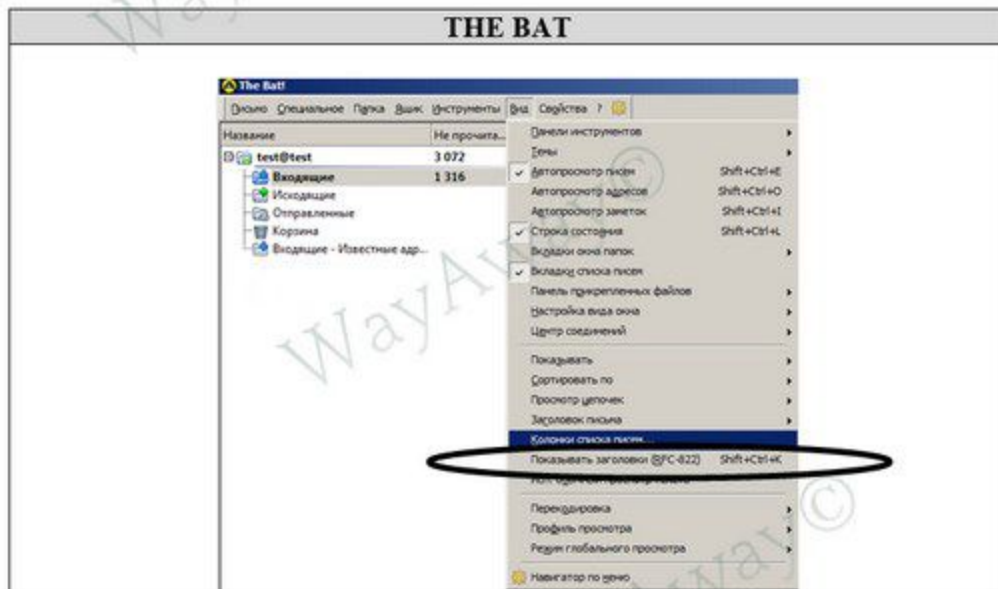 THE BAT
The Bat!
Письмо Специальное Папка Ящик Инструменты Вид Свойства ?
Название Не прочита...
test@test 3 072
Входящие 1 316
Исходящие
Отправленные
Корзина
Входящие - Известные адр...
Панели инструментов
Темы
Автопросмотр писем Shift+Ctrl+E
Автопросмотр адресов Shift+Ctrl+O
Автопросмотр заметок Shift+Ctrl+I
Строка состояния Shift+Ctrl+L
Вкладки окна папок
Вкладки списка писем
Панель прикрепленных файлов
Настройка вида окна
Центр соединений
Показывать
Сортировать по
Просмотр цепочек
Заголовок письма
Колонки списка писем...
Показывать заголовки (RFC-822) Shift+Ctrl+K
Перекодировка
Профиль просмотра
Режим глобального просмотра
Навигатор по меню
WayAway©